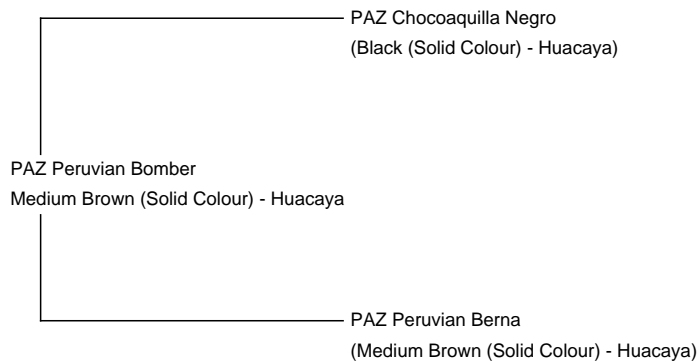 PAZ Chocoaquilla Negro
(Black (Solid Colour) - Huacaya)
PAZ Peruvian Bomber
Medium Brown (Solid Colour) - Huacaya
PAZ Peruvian Berna
(Medium Brown (Solid Colour) - Huacaya)